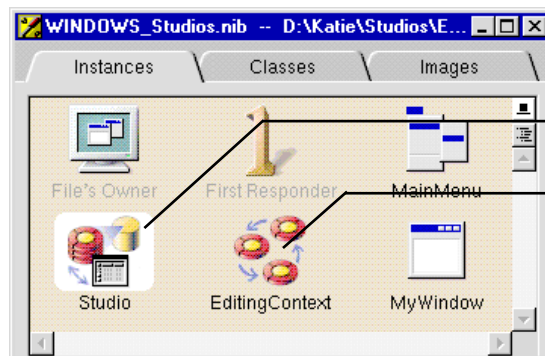 WINDOWS_Studios.nib -- D:\Katie\Studios\E...
Instances Classes Images
File's Owner First Responder MainMenu
Studio EditingContext MyWindow